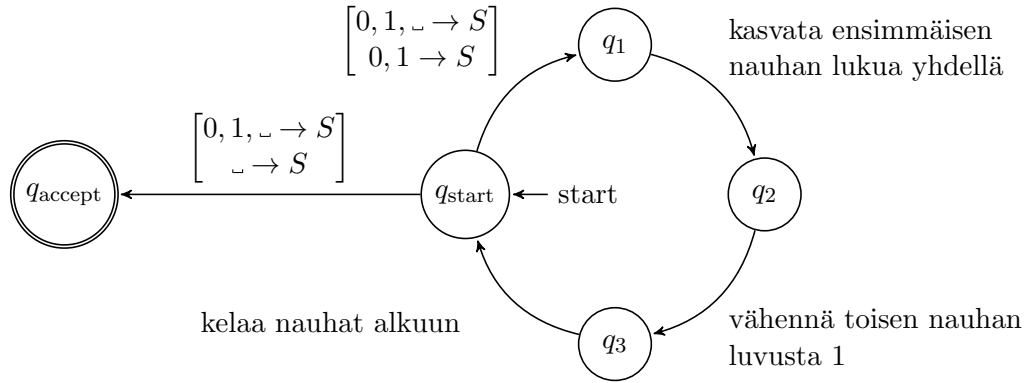 [0, 1, ␣ → S
0, 1 → S]
q₁
kasvata ensimmäisen
nauhan lukua yhdellä
[0, 1, ␣ → S
␣ → S]
q_accept
q_start
start
q₂
kelaa nauhat alkuun
q₃
vähennä toisen nauhan
luvusta 1